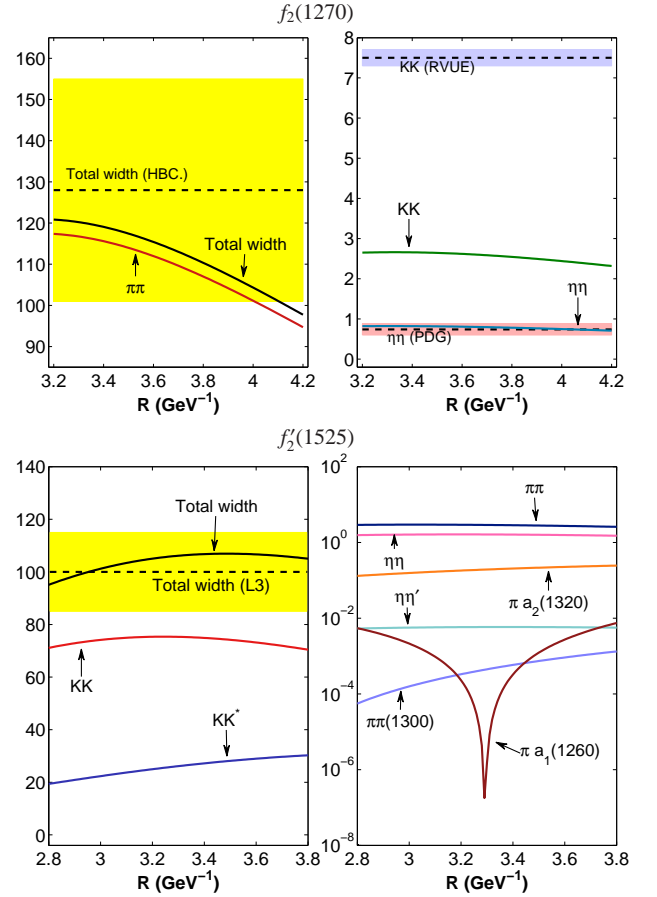 f₂(1270)
165
160
150
140
130
120
110
100
90
Total width (HBC.)
Total width
ππ
3.2 3.4 3.6 3.8 4 4.2
R (GeV⁻¹)
8
7
6
5
4
3
2
1
0
KK (RVUE)
KK
ηη
ηη (PDG)
3.2 3.4 3.6 3.8 4 4.2
R (GeV⁻¹)
f₂′(1525)
140
120
100
80
60
40
20
0
Total width
Total width (L3)
KK
KK*
2.8 3 3.2 3.4 3.6 3.8
R (GeV⁻¹)
10²
10⁰
10⁻²
10⁻⁴
10⁻⁶
10⁻⁸
ππ
ηη
π a₂(1320)
ηη′
ππ(1300)
π a₁(1260)
2.8 3 3.2 3.4 3.6 3.8
R (GeV⁻¹)